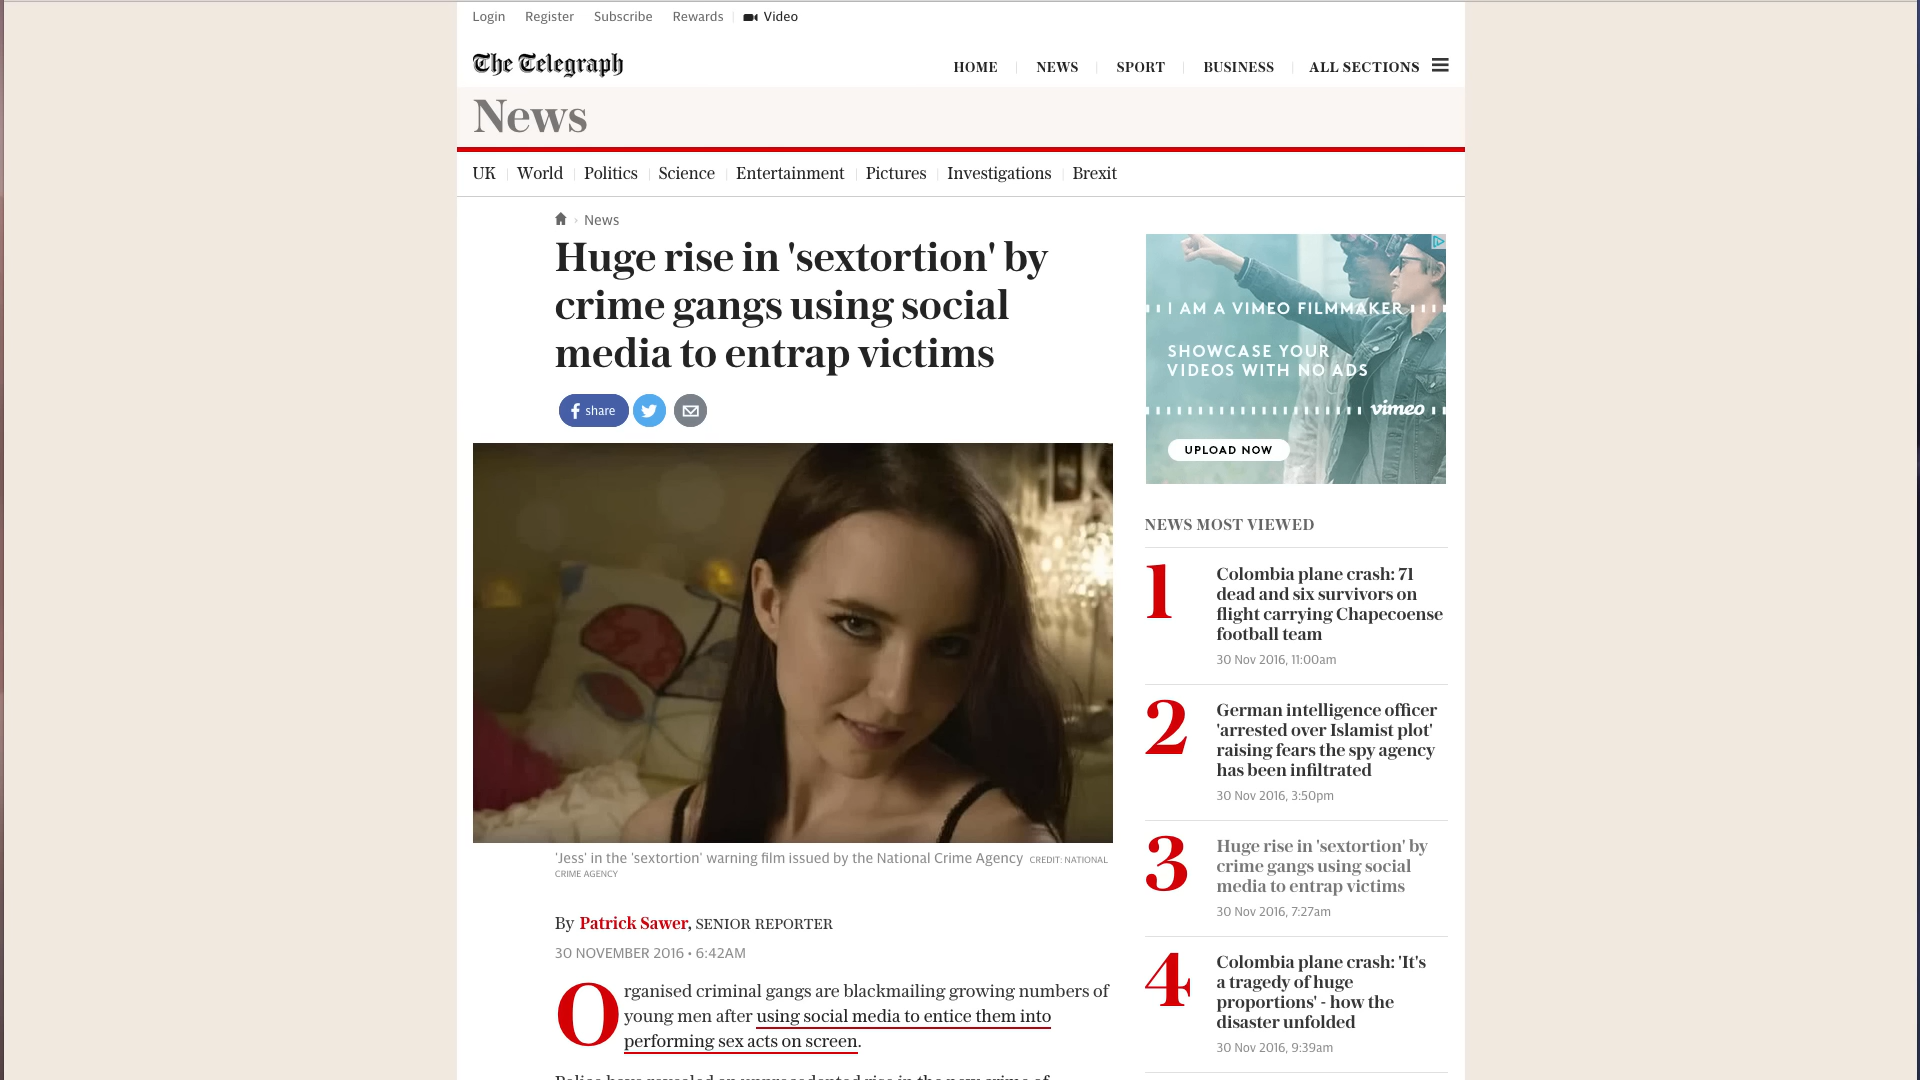 Login Register Subscribe Rewards Video
The Telegraph
HOME NEWS SPORT BUSINESS ALL SECTIONS
News
UK World Politics Science Entertainment Pictures Investigations Brexit
› News
Huge rise in 'sextortion' by
crime gangs using social
media to entrap victims
share
'Jess' in the 'sextortion' warning film issued by the National Crime Agency CREDIT: NATIONAL
CRIME AGENCY
By Patrick Sawer, SENIOR REPORTER
30 NOVEMBER 2016 • 6:42AM
Organised criminal gangs are blackmailing growing numbers of
young men after using social media to entice them into
performing sex acts on screen.
I AM A VIMEO FILMMAKER
SHOWCASE YOUR
VIDEOS WITH NO ADS
vimeo
UPLOAD NOW
NEWS MOST VIEWED
1
Colombia plane crash: 71
dead and six survivors on
flight carrying Chapecoense
football team
30 Nov 2016, 11:00am
2
German intelligence officer
'arrested over Islamist plot'
raising fears the spy agency
has been infiltrated
30 Nov 2016, 3:50pm
3
Huge rise in 'sextortion' by
crime gangs using social
media to entrap victims
30 Nov 2016, 7:27am
4
Colombia plane crash: 'It's
a tragedy of huge
proportions' - how the
disaster unfolded
30 Nov 2016, 9:39am